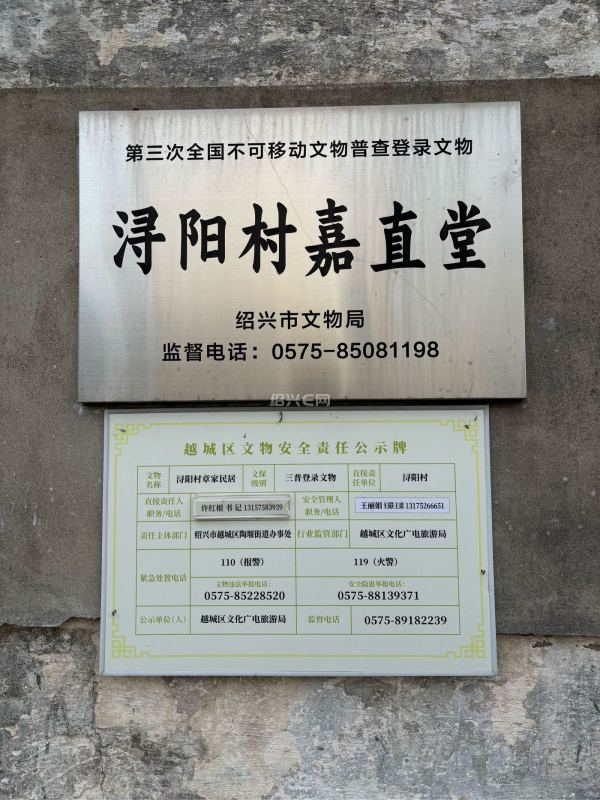 第三次全国不可移动文物普查登录文物
浔阳村嘉直堂
绍兴市文物局
监督电话：0575-85081198
绍兴E网
越城区文物安全责任公示牌
文物名称 浔阳村章家民居 文保级别 三普登录文物 直接责任单位 浔阳村
直接责任人职务/电话 许红根 书记 13157583939 安全管理人职务/电话 王丽娟 妇联主席 13175266651
责任主体部门 绍兴市越城区陶堰街道办事处 行业监管部门 越城区文化广电旅游局
紧急处置电话 110（报警） 119（火警）
文物违法举报电话： 安全隐患举报电话：
0575-85228520 0575-88139371
公示单位(人) 越城区文化广电旅游局 监督电话 0575-89182239